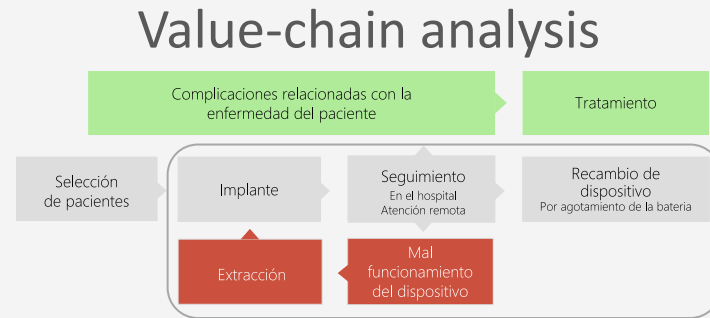 Value-chain analysis
Complicaciones relacionadas con la
enfermedad del paciente
Tratamiento
Selección
de pacientes
Implante
Seguimiento
En el hospital
Atención remota
Recambio de
dispositivo
Por agotamiento de la bateria
Extracción
Mal
funcionamiento
del dispositivo